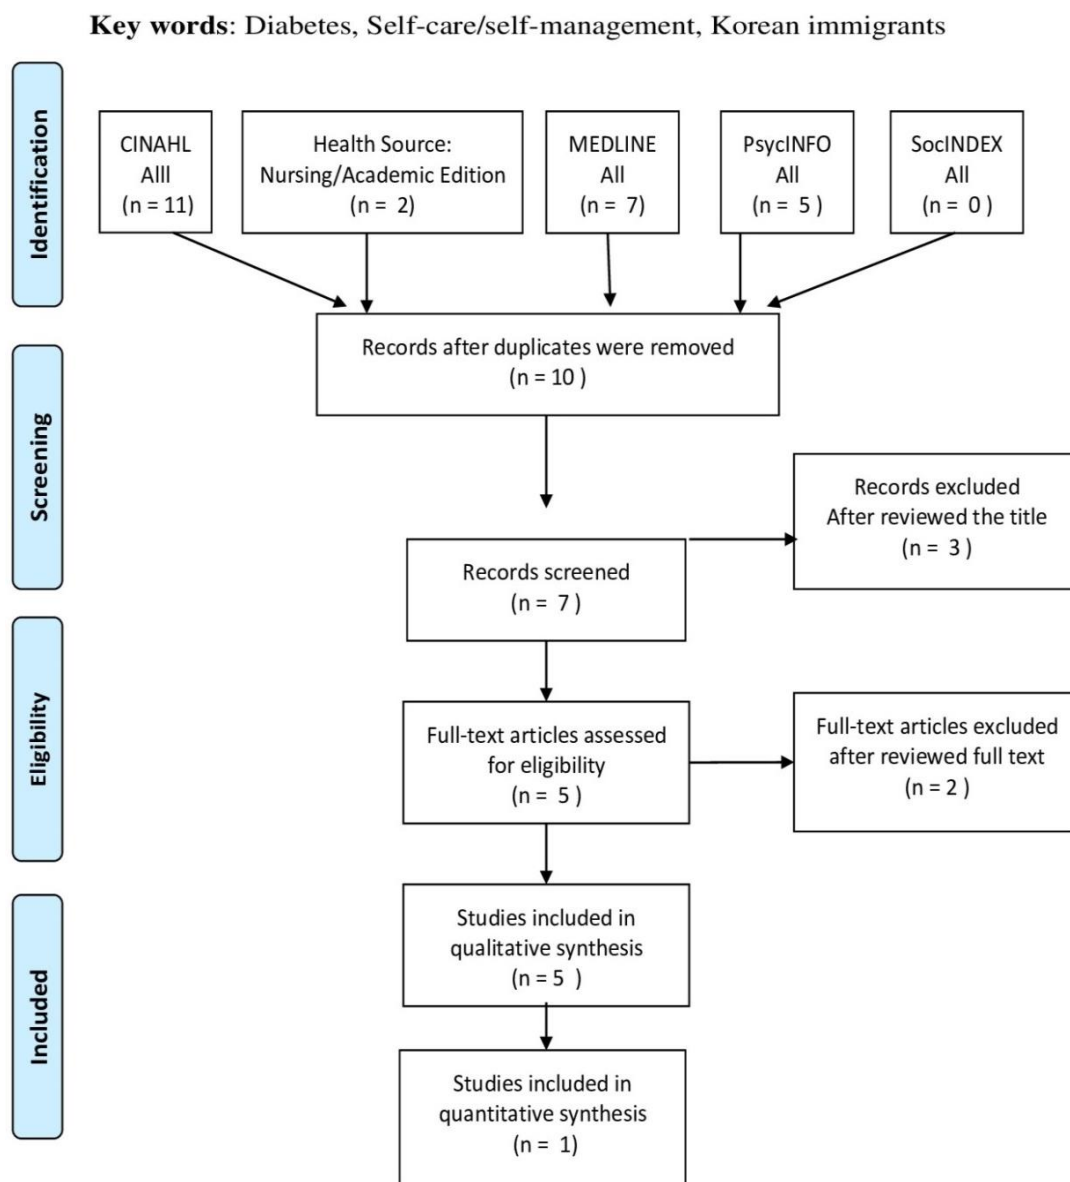 Key words: Diabetes, Self-care/self-management, Korean immigrants
Identification
CINAHL
Alll
(n = 11)
Health Source:
Nursing/Academic Edition
(n = 2)
MEDLINE
All
(n = 7)
PsycINFO
All
(n = 5 )
SocINDEX
All
(n = 0 )
Records after duplicates were removed
(n = 10 )
Screening
Records excluded
After reviewed the title
(n = 3 )
Records screened
(n = 7 )
Eligibility
Full-text articles assessed
for eligibility
(n = 5 )
Full-text articles excluded
after reviewed full text
(n = 2 )
Included
Studies included in
qualitative synthesis
(n = 5 )
Studies included in
quantitative synthesis
(n = 1)